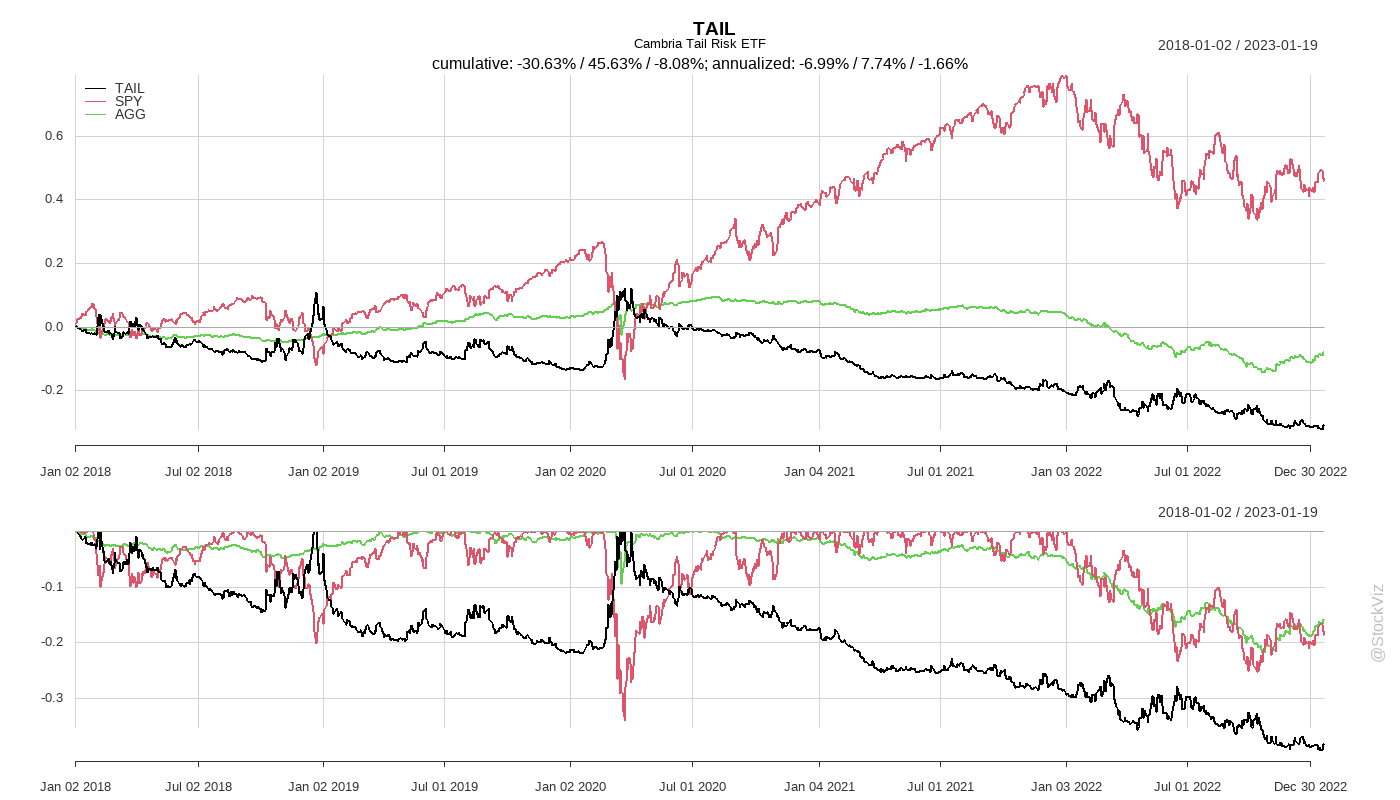 TAIL
Cambria Tail Risk ETF
2018-01-02 / 2023-01-19
cumulative: -30.63% / 45.63% / -8.08%; annualized: -6.99% / 7.74% / -1.66%
TAIL
SPY
AGG
0.6
0.4
0.2
0.0
-0.2
Jan 02 2018 Jul 02 2018 Jan 02 2019 Jul 01 2019 Jan 02 2020 Jul 01 2020 Jan 04 2021 Jul 01 2021 Jan 03 2022 Jul 01 2022 Dec 30 2022
2018-01-02 / 2023-01-19
-0.1
-0.2
-0.3
Jan 02 2018 Jul 02 2018 Jan 02 2019 Jul 01 2019 Jan 02 2020 Jul 01 2020 Jan 04 2021 Jul 01 2021 Jan 03 2022 Jul 01 2022 Dec 30 2022
@StockViz